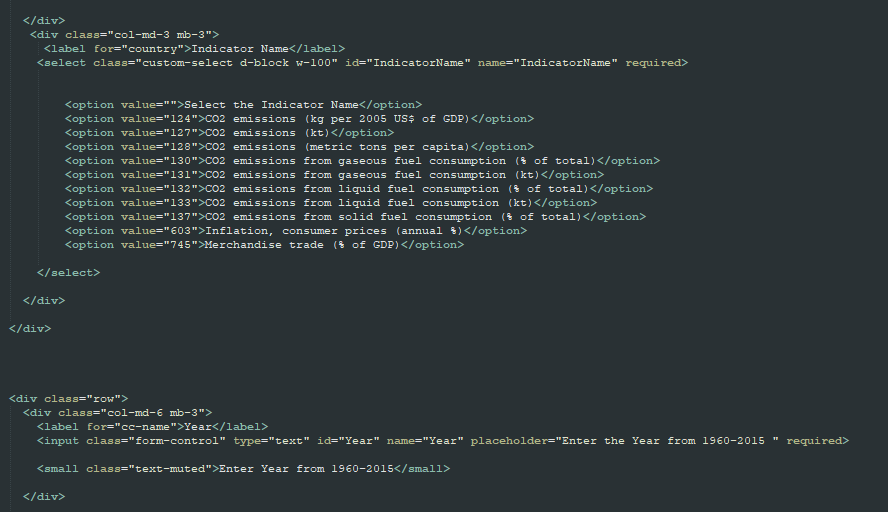 </div>
<div class="col-md-3 mb-3">
<label for="country">Indicator Name</label>
<select class="custom-select d-block w-100" id="IndicatorName" name="IndicatorName" required>
<option value="">Select the Indicator Name</option>
<option value="124">CO2 emissions (kg per 2005 US$ of GDP)</option>
<option value="127">CO2 emissions (kt)</option>
<option value="128">CO2 emissions (metric tons per capita)</option>
<option value="130">CO2 emissions from gaseous fuel consumption (% of total)</option>
<option value="131">CO2 emissions from gaseous fuel consumption (kt)</option>
<option value="132">CO2 emissions from liquid fuel consumption (% of total)</option>
<option value="133">CO2 emissions from liquid fuel consumption (kt)</option>
<option value="137">CO2 emissions from solid fuel consumption (% of total)</option>
<option value="603">Inflation, consumer prices (annual %)</option>
<option value="745">Merchandise trade (% of GDP)</option>
</select>
</div>
</div>
<div class="row">
<div class="col-md-6 mb-3">
<label for="cc-name">Year</label>
<input class="form-control" type="text" id="Year" name="Year" placeholder="Enter the Year from 1960-2015 " required>
<small class="text-muted">Enter Year from 1960-2015</small>
</div>